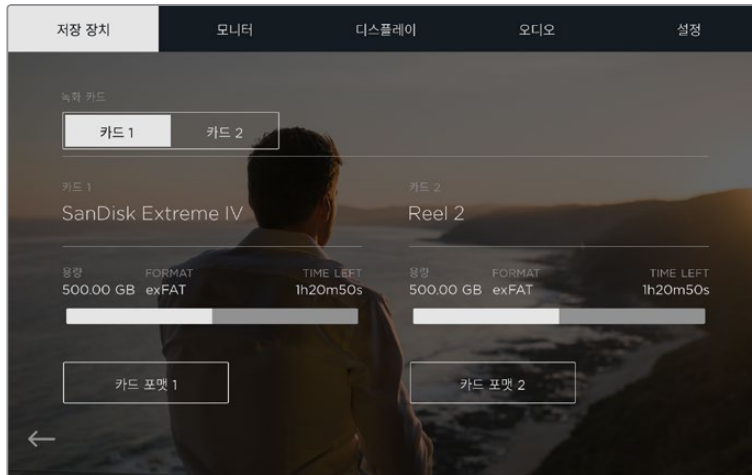 저장 장치 모니터 디스플레이 오디오 설정
녹화 카드
카드 1 카드 2
카드 1 카드 2
SanDisk Extreme IV Reel 2
용량 FORMAT TIME LEFT 용량 FORMAT TIME LEFT
500.00 GB exFAT 1h20m50s 500.00 GB exFAT 1h20m50s
카드 포맷 1 카드 포맷 2